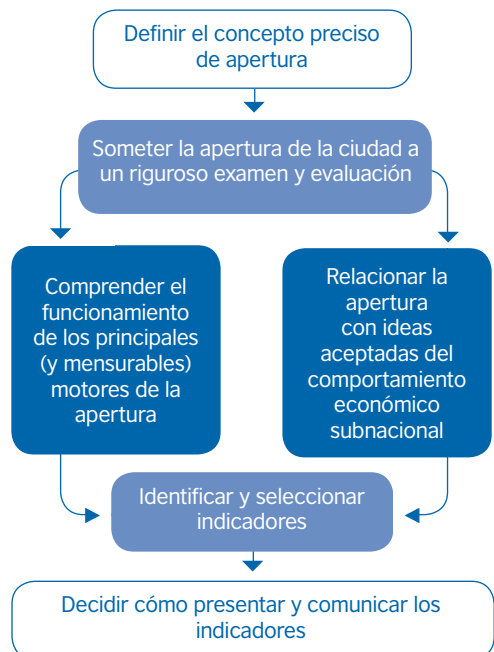 Definir el concepto preciso
de apertura
Someter la apertura de la ciudad a
un riguroso examen y evaluación
Comprender el
funcionamiento
de los principales
(y mensurables)
motores de la
apertura
Relacionar la
apertura
con ideas
aceptadas del
comportamiento
económico
subnacional
Identificar y seleccionar
indicadores
Decidir cómo presentar y comunicar los
indicadores